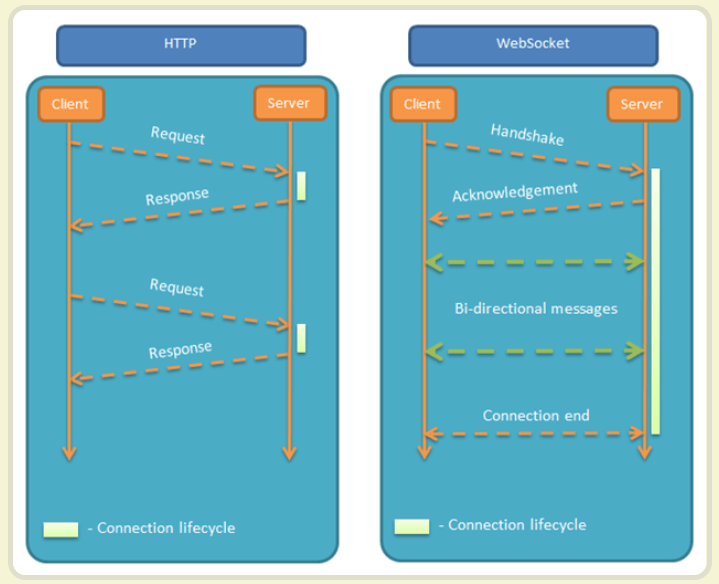 HTTP
Client
Server
Request
Response
Request
Response
- Connection lifecycle
WebSocket
Client
Server
Handshake
Acknowledgement
Bi-directional messages
Connection end
- Connection lifecycle